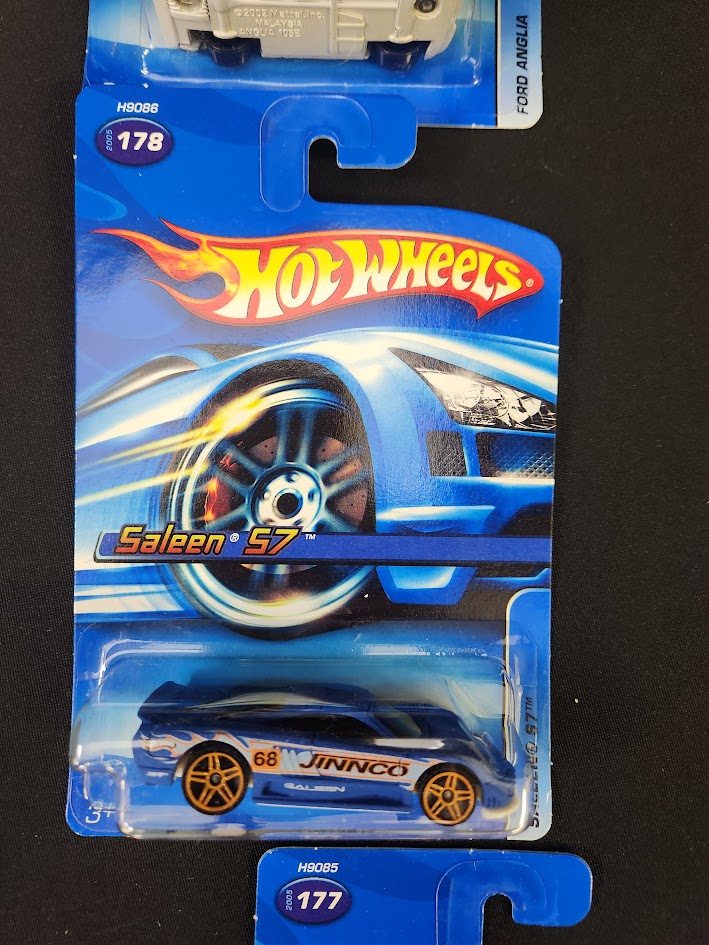 ©2002 Mattel, Inc.
MALAYSIA
ANGLIA 105E
FORD ANGLIA
H9086
2005
178
HOT WHEELS®
Saleen® S7™
SALEEN® S7™
68
JINNCO
SALEEN
3+
H9085
2005
177